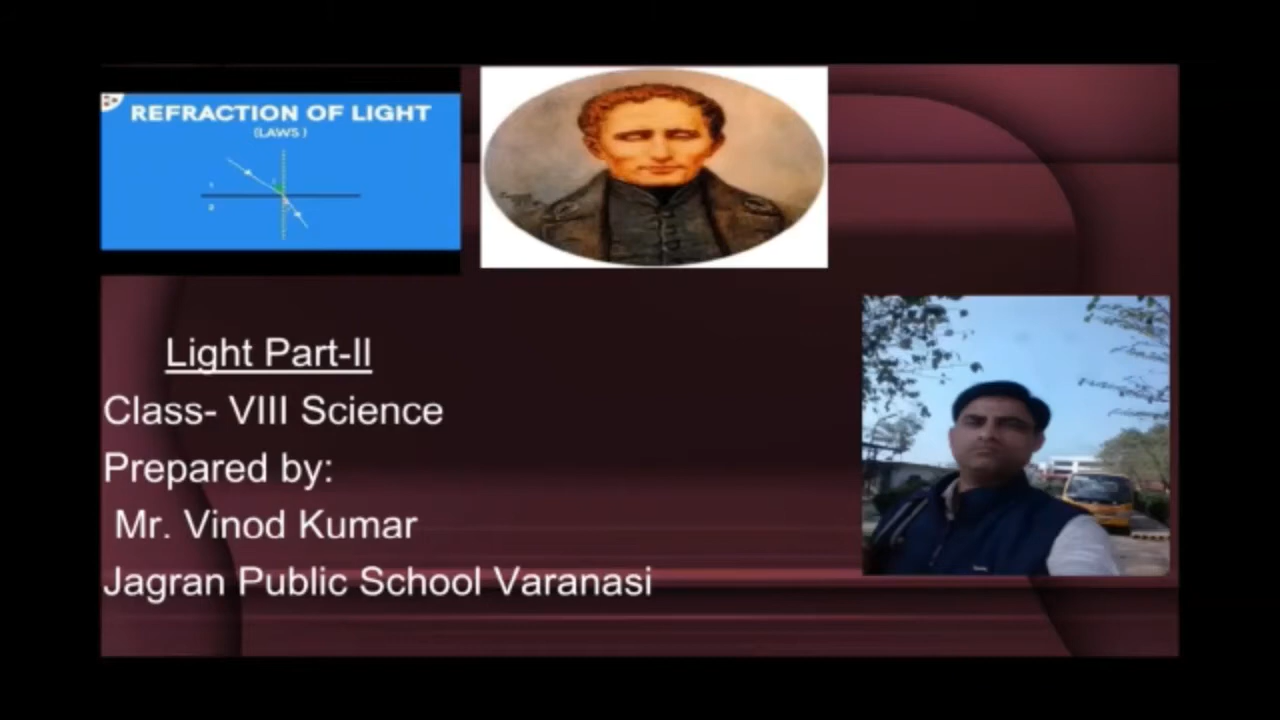 REFRACTION OF LIGHT
(LAWS)
Light Part-II
Class- VIII Science
Prepared by:
Mr. Vinod Kumar
Jagran Public School Varanasi